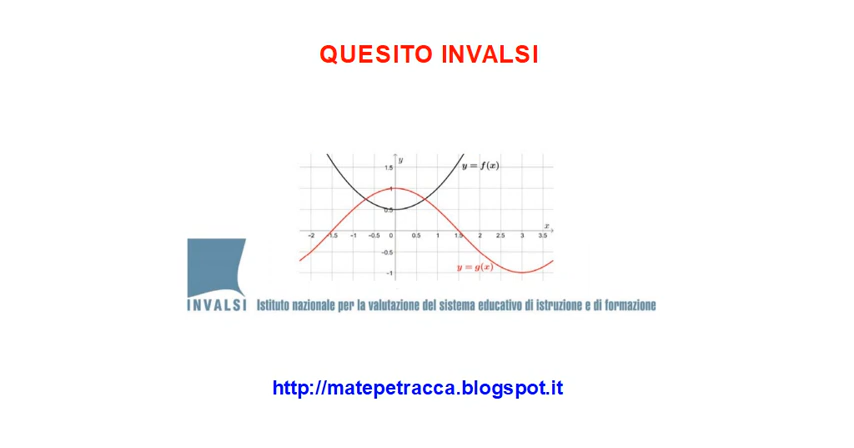 QUESITO INVALSI
y
1.5
y = f(x)
1
0.5
x
-2 -1.5 -1 -0.5 0 0.5 1 1.5 2 2.5 3 3.5
-0.5
y = g(x)
-1
INVALSI Istituto nazionale per la valutazione del sistema educativo di istruzione e di formazione
http://matepetracca.blogspot.it